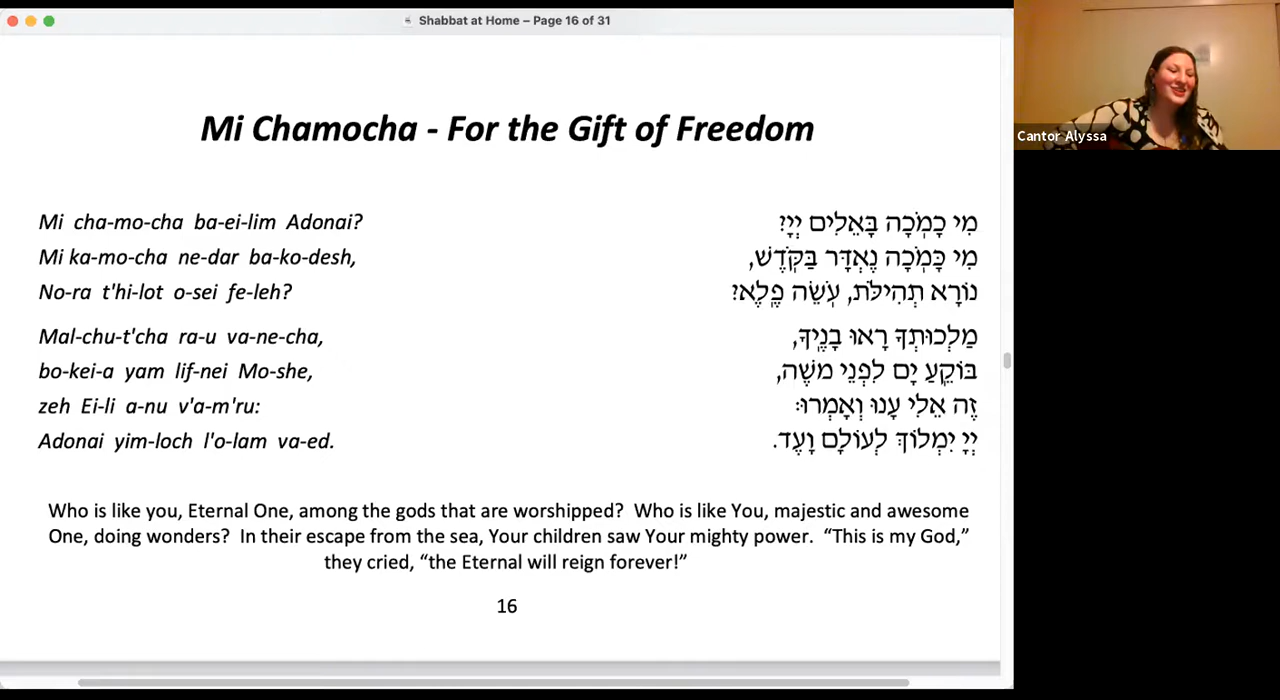 Shabbat at Home – Page 16 of 31
Cantor Alyssa
Mi Chamocha - For the Gift of Freedom
Mi cha-mo-cha ba-ei-lim Adonai?
Mi ka-mo-cha ne-dar ba-ko-desh,
No-ra t'hi-lot o-sei fe-leh?
Mal-chu-t'cha ra-u va-ne-cha,
bo-kei-a yam lif-nei Mo-she,
zeh Ei-li a-nu v'a-m'ru:
Adonai yim-loch l'o-lam va-ed.
מִי כָמֹֽכָה בָּאֵלִים יְיָ?
מִי כָּמֹֽכָה נֶאְדָּר בַּקֹּֽדֶשׁ,
נוֹרָא תְהִילֹּת, עֹֽשֵׂה פֶֽלֶא?
מַלְכוּתְךָ רָאוּ בָנֶֽיךָ,
בּוֹקֵֽעַ יָם לִפְנֵי משֶׁה,
זֶה אֵלִי עָנוּ וְאָמְרוּ:
יְיָ יִמְלוֹךְ לְעוֹלָם וָעֶד.
Who is like you, Eternal One, among the gods that are worshipped? Who is like You, majestic and awesome
One, doing wonders? In their escape from the sea, Your children saw Your mighty power. “This is my God,”
they cried, “the Eternal will reign forever!”
16